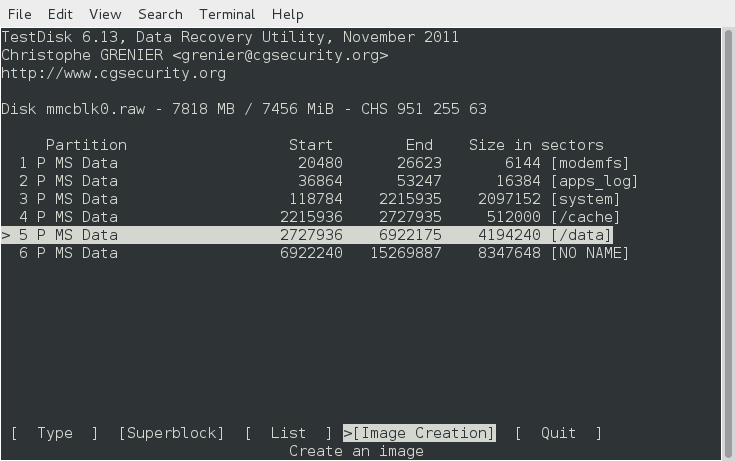 File Edit View Search Terminal Help
TestDisk 6.13, Data Recovery Utility, November 2011
Christophe GRENIER <grenier@cgsecurity.org>
http://www.cgsecurity.org
Disk mmcblk0.raw - 7818 MB / 7456 MiB - CHS 951 255 63
     Partition                  Start        End    Size in sectors
  1 P MS Data                    20480      26623       6144 [modemfs]
  2 P MS Data                    36864      53247      16384 [apps_log]
  3 P MS Data                   118784    2215935    2097152 [system]
  4 P MS Data                  2215936    2727935     512000 [/cache]
> 5 P MS Data                  2727936    6922175    4194240 [/data]
  6 P MS Data                  6922240   15269887    8347648 [NO NAME]
[  Type  ]  [Superblock]  [  List  ] >[Image Creation]  [  Quit  ]
Create an image